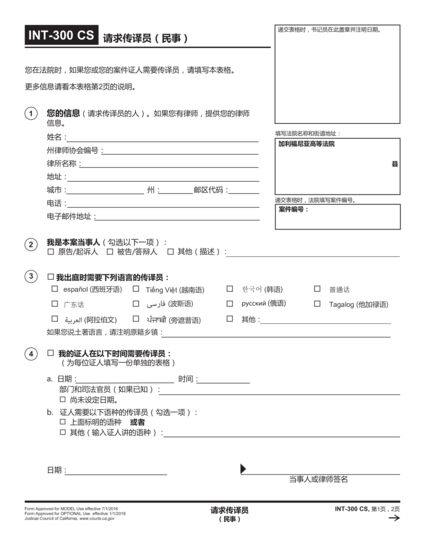 INT-300 CS 请求传译员（民事）
递交表格时，书记员在此盖章并注明日期。
您在法院时，如果您或您的案件证人需要传译员，请填写本表格。
更多信息请看本表格第2页的说明。
1 您的信息（请求传译员的人）。如果您有律师，提供您的律师
信息。
姓名：
州律师协会编号：
律所名称：
地址：
城市： 州： 邮区代码：
电话：
电子邮件地址：
填写法院名称和街道地址：
加利福尼亚高等法院
县
递交表格时，法院填写案件编号。
案件编号：
2 我是本案当事人（勾选以下一项）：
☐ 原告/起诉人 ☐ 被告/答辩人 ☐ 其他（描述）：
3 ☐ 我出庭时需要下列语言的传译员：
☐ español (西班牙语) ☐ Tiếng Việt (越南语) ☐ 한국어 (韩语) ☐ 普通话
☐ 广东话 ☐ فارسی (波斯语) ☐ русский (俄语) ☐ Tagalog (他加禄语)
☐ العربية (阿拉伯文) ☐ ਪੰਜਾਬੀ (旁遮普语) ☐ 其他：
如果您说土著语言，请注明原籍乡镇：
4 ☐ 我的证人在以下时间需要传译员：
（为每位证人填写一份单独的表格）
a. 日期： 时间：
部门和司法官员（如果已知）：
☐ 尚未设定日期。
b. 证人需要以下语种的传译员（勾选一项）：
☐ 上面标明的语种 或者
☐ 其他（输入证人讲的语种）：
日期：
当事人或律师签名
Form Approved for MODEL Use effective 7/1/2016
Form Approved for OPTIONAL Use effective 1/1/2018
Judicial Council of California, www.courts.ca.gov
请求传译员
（民事）
INT-300 CS, 第1页，2页